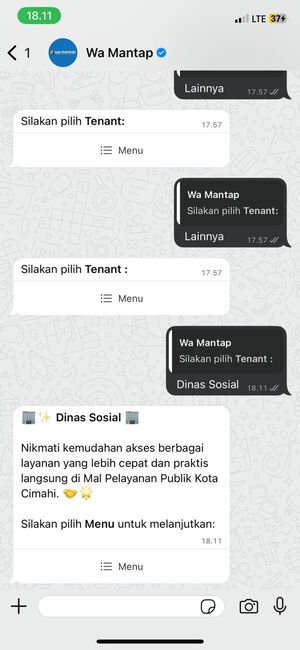 18.11
LTE 37
1
Wa Mantap
Lainnya
17.57
Silakan pilih Tenant:
17.57
Menu
Wa Mantap
Silakan pilih Tenant:
Lainnya
17.57
Silakan pilih Tenant :
17.57
Menu
Wa Mantap
Silakan pilih Tenant :
Dinas Sosial
18.11
🏢✨ Dinas Sosial 🏢
Nikmati kemudahan akses berbagai
layanan yang lebih cepat dan praktis
langsung di Mal Pelayanan Publik Kota
Cimahi. 🤝🌟
Silakan pilih Menu untuk melanjutkan:
18.11
Menu